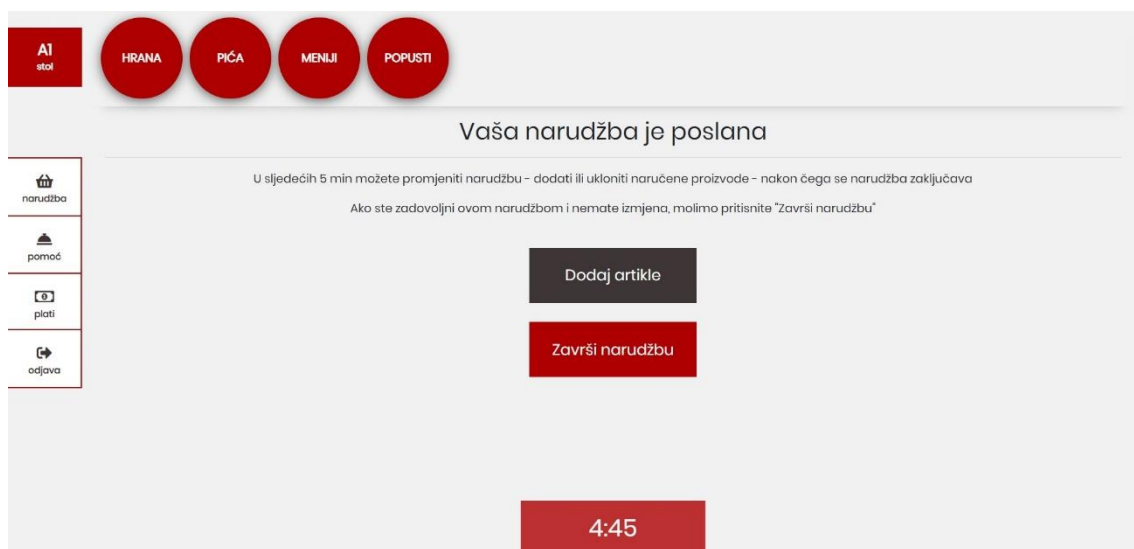 A1
stol
HRANA
PIĆA
MENIJI
POPUSTI
Vaša narudžba je poslana
U sljedećih 5 min možete promjeniti narudžbu - dodati ili ukloniti naručene proizvode - nakon čega se narudžba zaključava
Ako ste zadovoljni ovom narudžbom i nemate izmjena, molimo pritisnite "Završi narudžbu"
narudžba
pomoć
plati
odjava
Dodaj artikle
Završi narudžbu
4:45